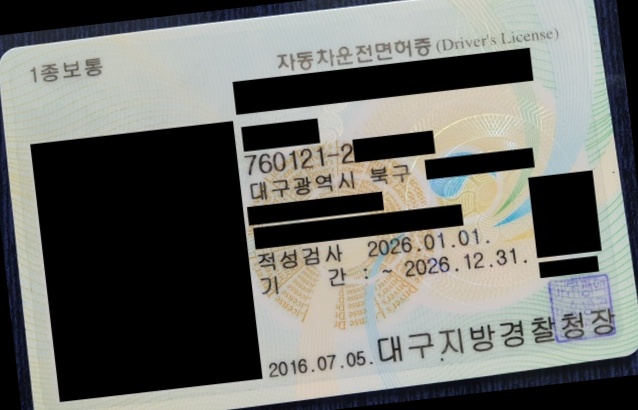 1종보통
자동차운전면허증 (Driver's License)
760121-2
대구광역시 북구
적성검사 2026.01.01.
기 간 : ~ 2026.12.31.
2016.07.05. 대구지방경찰청장